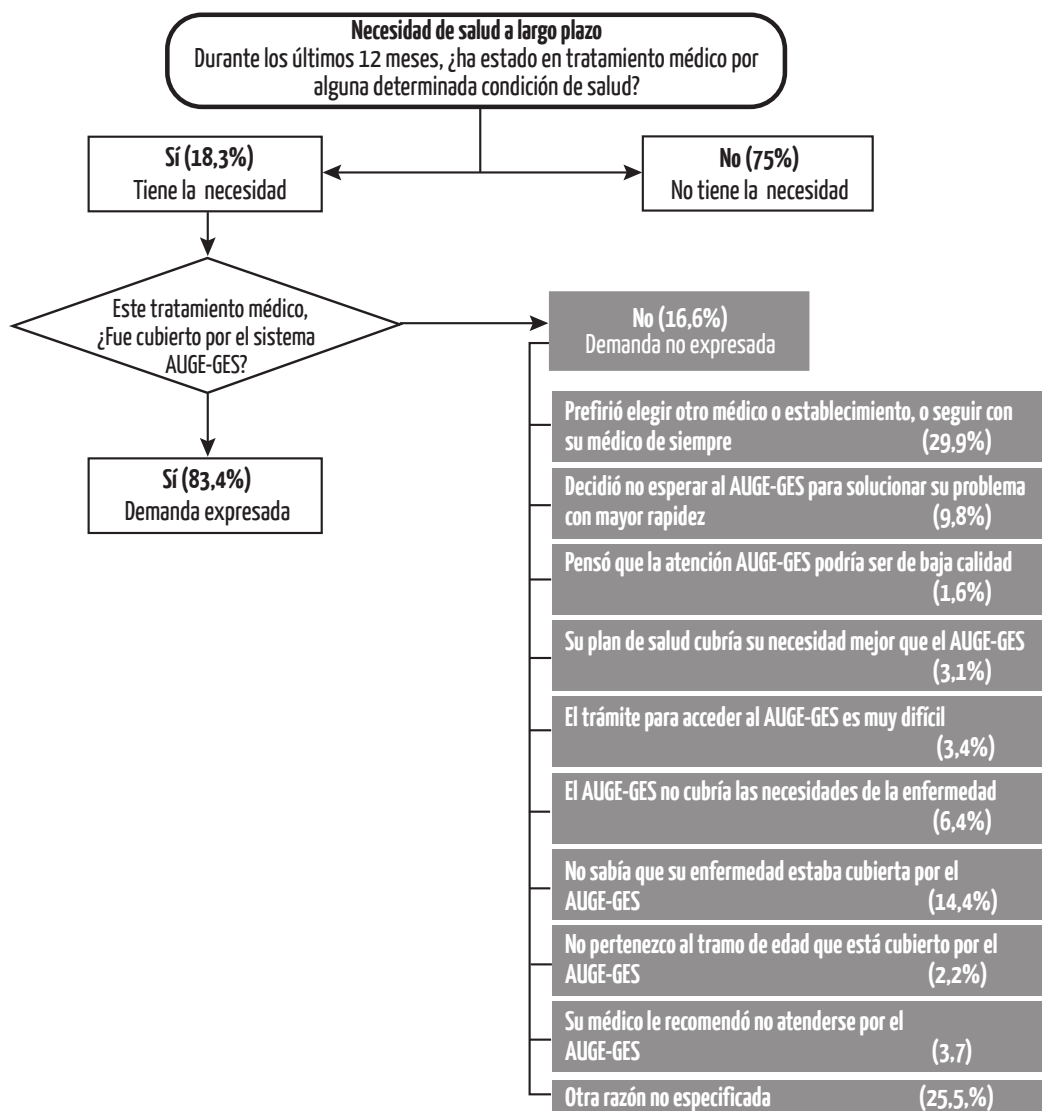 Necesidad de salud a largo plazo
Durante los últimos 12 meses, ¿ha estado en tratamiento médico por
alguna determinada condición de salud?
Sí (18,3%)
Tiene la necesidad
No (75%)
No tiene la necesidad
Este tratamiento médico,
¿Fue cubierto por el sistema
AUGE-GES?
No (16,6%)
Demanda no expresada
Sí (83,4%)
Demanda expresada
Prefirió elegir otro médico o establecimiento, o seguir con
su médico de siempre (29,9%)
Decidió no esperar al AUGE-GES para solucionar su problema
con mayor rapidez (9,8%)
Pensó que la atención AUGE-GES podría ser de baja calidad
(1,6%)
Su plan de salud cubría su necesidad mejor que el AUGE-GES
(3,1%)
El trámite para acceder al AUGE-GES es muy difícil
(3,4%)
El AUGE-GES no cubría las necesidades de la enfermedad
(6,4%)
No sabía que su enfermedad estaba cubierta por el
AUGE-GES (14,4%)
No pertenezco al tramo de edad que está cubierto por el
AUGE-GES (2,2%)
Su médico le recomendó no atenderse por el
AUGE-GES (3,7)
Otra razón no especificada (25,5,%)